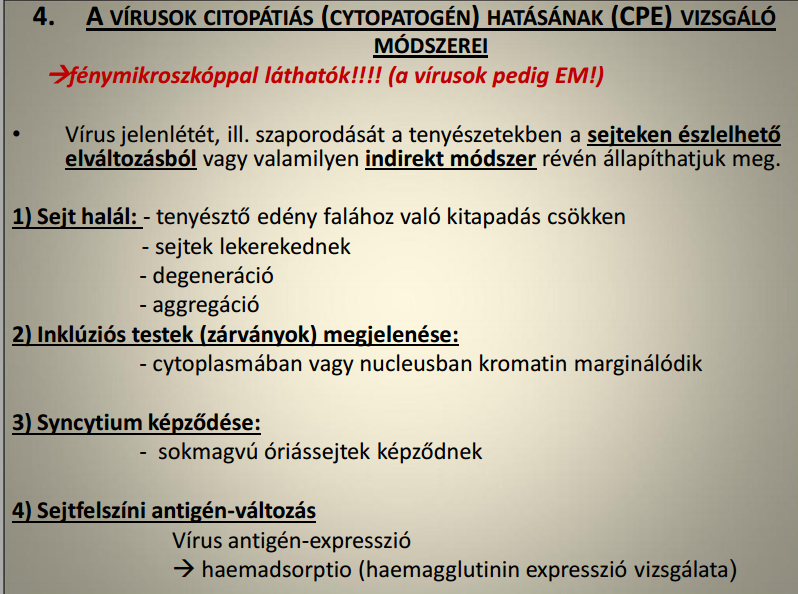 4. A VÍRUSOK CITOPÁTIÁS (CYTOPATOGÉN) HATÁSÁNAK (CPE) VIZSGÁLÓ
MÓDSZEREI
→fénymikroszkóppal láthatók!!!! (a vírusok pedig EM!)
• Vírus jelenlétét, ill. szaporodását a tenyészetekben a sejteken észlelhető
elváltozásból vagy valamilyen indirekt módszer révén állapíthatjuk meg.
1) Sejt halál: - tenyésztő edény falához való kitapadás csökken
- sejtek lekerekednek
- degeneráció
- aggregáció
2) Inklúziós testek (zárványok) megjelenése:
- cytoplasmában vagy nucleusban kromatin marginálódik
3) Syncytium képződése:
- sokmagvú óriássejtek képződnek
4) Sejtfelszíni antigén-változás
Vírus antigén-expresszió
→ haemadsorptio (haemagglutinin expresszió vizsgálata)